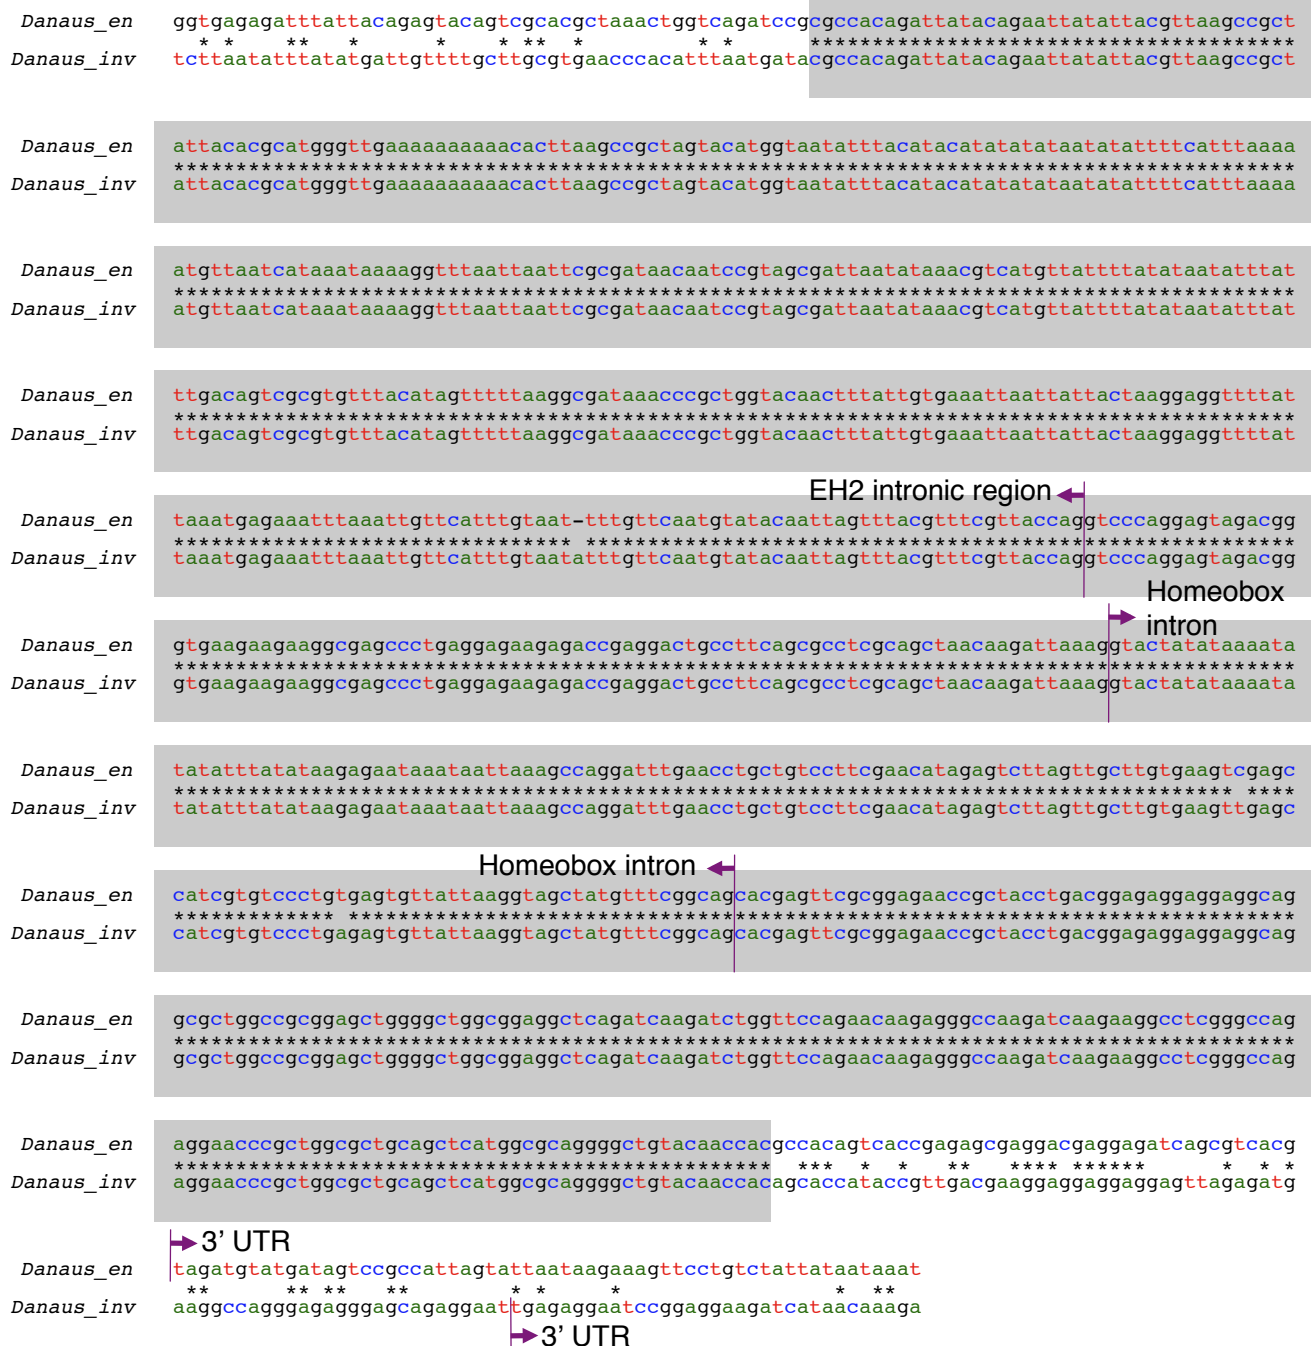 Danaus_en ggtgagagatttattacagagtacagtcgcacgctaaactggtcagatccgcgccacagattatacagaattatattacgttaagccgct
* * ** * * * ** * * * ***************************************
Danaus_inv tcttaatatttatatgattgttttgcttgcgtgaacccacatttaatgatacgccacagattatacagaattatattacgttaagccgct
Danaus_en attacacgcatgggttgaaaaaaaaaacacttaagccgctagtacatggtaatatttacatacatatatataatatattttcatttaaaa
******************************************************************************************
Danaus_inv attacacgcatgggttgaaaaaaaaaacacttaagccgctagtacatggtaatatttacatacatatatataatatattttcatttaaaa
Danaus_en atgttaatcataaataaaaggtttaattaattcgcgataacaatccgtagcgattaatataaacgtcatgttattttatataatatttat
******************************************************************************************
Danaus_inv atgttaatcataaataaaaggtttaattaattcgcgataacaatccgtagcgattaatataaacgtcatgttattttatataatatttat
Danaus_en ttgacagtcgcgtgtttacatagtttttaaggcgataaacccgctggtacaactttattgtgaaattaattattactaaggaggttttat
******************************************************************************************
Danaus_inv ttgacagtcgcgtgtttacatagtttttaaggcgataaacccgctggtacaactttattgtgaaattaattattactaaggaggttttat
EH2 intronic region
Danaus_en taaatgagaaatttaaattgttcatttgtaat-tttgttcaatgtatacaattagtttacgtttcgttaccaggtcccaggagtagacgg
******************************** *********************************************************
Danaus_inv taaatgagaaatttaaattgttcatttgtaatatttgttcaatgtatacaattagtttacgtttcgttaccaggtcccaggagtagacgg
Homeobox
intron
Danaus_en gtgaagaagaaggcgagccctgaggagaagagaccgaggactgccttcagcgcctcgcagctaacaagattaaaggtactatataaaata
******************************************************************************************
Danaus_inv gtgaagaagaaggcgagccctgaggagaagagaccgaggactgccttcagcgcctcgcagctaacaagattaaaggtactatataaaata
Danaus_en tatatttatataagagaataaataattaaagccaggatttgaacctgctgtccttcgaacatagagtcttagttgcttgtgaagtcgagc
************************************************************************************* ****
Danaus_inv tatatttatataagagaataaataattaaagccaggatttgaacctgctgtccttcgaacatagagtcttagttgcttgtgaagttgagc
Homeobox intron
Danaus_en catcgtgtccctgtgagtgttattaaggtagctatgtttcggcagcacgagttcgcggagaaccgctacctgacggagaggaggaggcag
************* ****************************************************************************
Danaus_inv catcgtgtccctgagagtgttattaaggtagctatgtttcggcagcacgagttcgcggagaaccgctacctgacggagaggaggaggcag
Danaus_en gcgctggccgcggagctggggctggcggaggctcagatcaagatctggttccagaacaagagggccaagatcaagaaggcctcgggccag
******************************************************************************************
Danaus_inv gcgctggccgcggagctggggctggcggaggctcagatcaagatctggttccagaacaagagggccaagatcaagaaggcctcgggccag
Danaus_en aggaacccgctggcgctgcagctcatggcgcaggggctgtacaaccacgccacagtcaccgagagcgaggacgaggagatcagcgtcacg
************************************************ *** * * ** **** ****** * * *
Danaus_inv aggaacccgctggcgctgcagctcatggcgcaggggctgtacaaccacagcaccataccgttgacgaaggaggaggaggagttagagatg
3' UTR
Danaus_en tagatgtatgatagtccgccattagtattaataagaaagttcctgtctattataataaat
** ** ** ** * * * * **
Danaus_inv aaggccagggagagggagcagaggaattgagaggaatccggaggaagatcataacaaaga
3' UTR